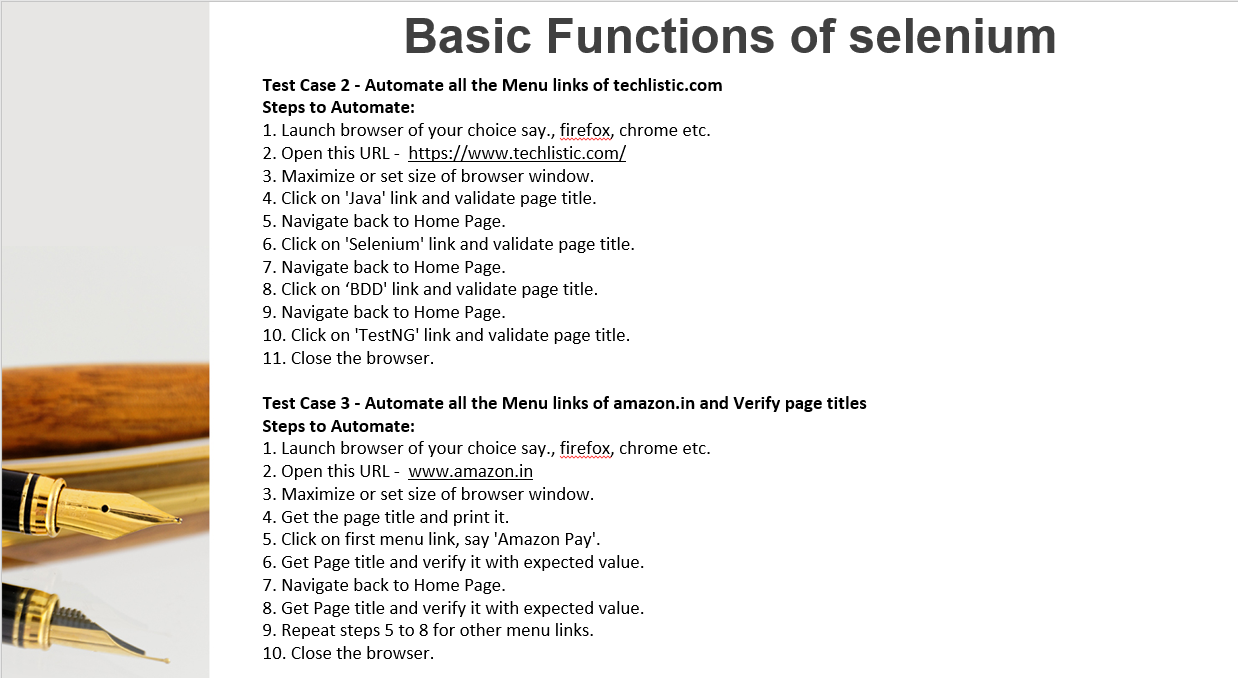 Basic Functions of selenium
Test Case 2 - Automate all the Menu links of techlistic.com
Steps to Automate:
1. Launch browser of your choice say., firefox, chrome etc.
2. Open this URL -  https://www.techlistic.com/
3. Maximize or set size of browser window.
4. Click on 'Java' link and validate page title.
5. Navigate back to Home Page.
6. Click on 'Selenium' link and validate page title.
7. Navigate back to Home Page.
8. Click on ‘BDD' link and validate page title.
9. Navigate back to Home Page.
10. Click on 'TestNG' link and validate page title.
11. Close the browser.
Test Case 3 - Automate all the Menu links of amazon.in and Verify page titles
Steps to Automate:
1. Launch browser of your choice say., firefox, chrome etc.
2. Open this URL -  www.amazon.in
3. Maximize or set size of browser window.
4. Get the page title and print it.
5. Click on first menu link, say 'Amazon Pay'.
6. Get Page title and verify it with expected value.
7. Navigate back to Home Page.
8. Get Page title and verify it with expected value.
9. Repeat steps 5 to 8 for other menu links.
10. Close the browser.